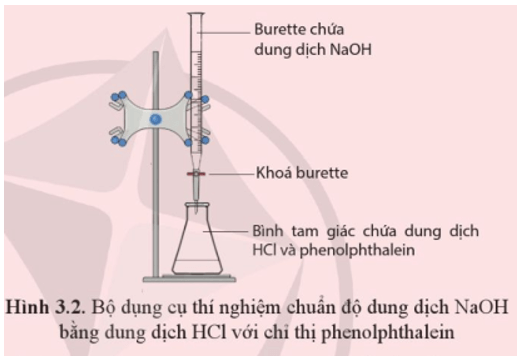 Burette chứa
dung dịch NaOH
Khoá burette
Bình tam giác chứa dung dịch
HCl và phenolphthalein
Hình 3.2. Bộ dụng cụ thí nghiệm chuẩn độ dung dịch NaOH
bằng dung dịch HCl với chỉ thị phenolphthalein